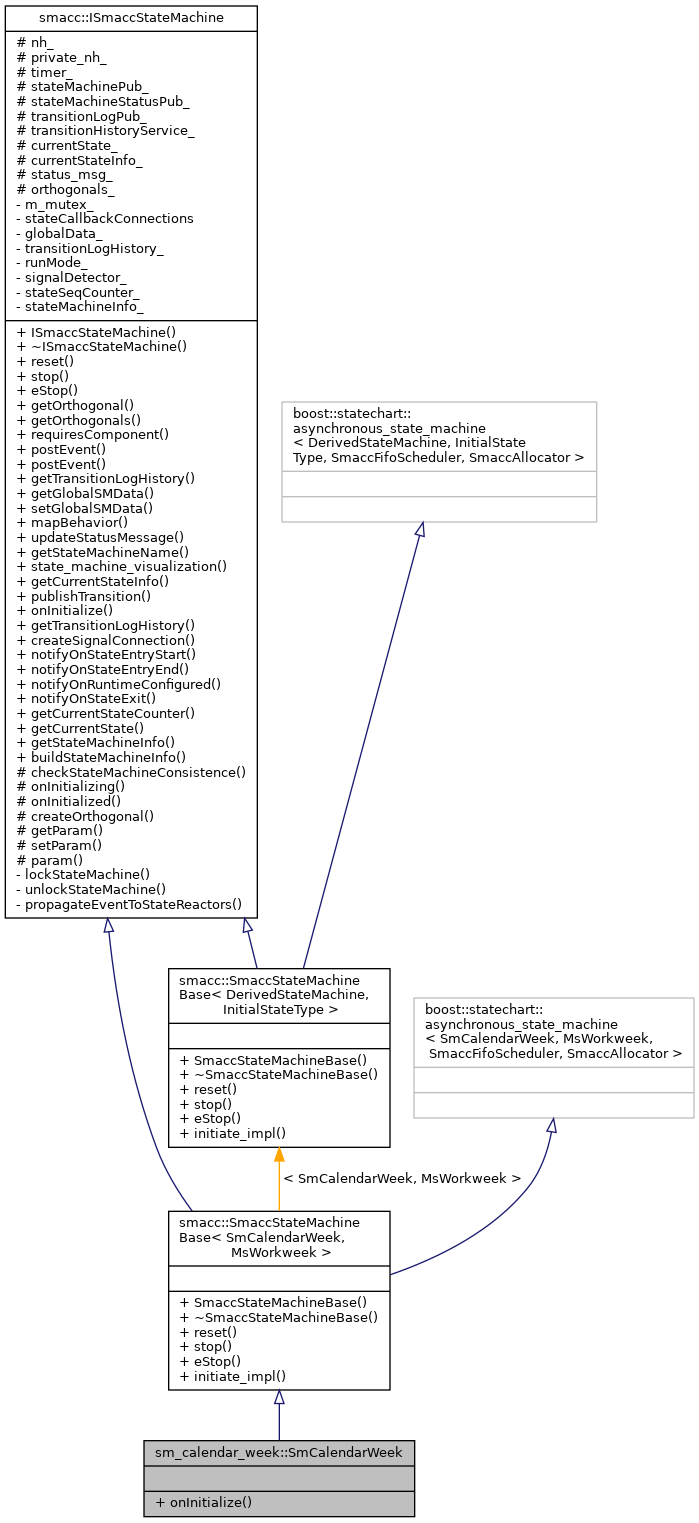 smacc::ISmaccStateMachine
# nh_
# private_nh_
# timer_
# stateMachinePub_
# stateMachineStatusPub_
# transitionLogPub_
# transitionHistoryService_
# currentState_
# currentStateInfo_
# status_msg_
# orthogonals_
- m_mutex_
- stateCallbackConnections
- globalData_
- transitionLogHistory_
- runMode_
- signalDetector_
- stateSeqCounter_
- stateMachineInfo_
+ ISmaccStateMachine()
+ ~ISmaccStateMachine()
+ reset()
+ stop()
+ eStop()
+ getOrthogonal()
+ getOrthogonals()
+ requiresComponent()
+ postEvent()
+ postEvent()
+ getTransitionLogHistory()
+ getGlobalSMData()
+ setGlobalSMData()
+ mapBehavior()
+ updateStatusMessage()
+ getStateMachineName()
+ state_machine_visualization()
+ getCurrentStateInfo()
+ publishTransition()
+ onInitialize()
+ getTransitionLogHistory()
+ createSignalConnection()
+ notifyOnStateEntryStart()
+ notifyOnStateEntryEnd()
+ notifyOnRuntimeConfigured()
+ notifyOnStateExit()
+ getCurrentStateCounter()
+ getCurrentState()
+ getStateMachineInfo()
+ buildStateMachineInfo()
# checkStateMachineConsistence()
# onInitializing()
# onInitialized()
# createOrthogonal()
# getParam()
# setParam()
# param()
- lockStateMachine()
- unlockStateMachine()
- propagateEventToStateReactors()
boost::statechart::
asynchronous_state_machine
< DerivedStateMachine, InitialState
Type, SmaccFifoScheduler, SmaccAllocator >
smacc::SmaccStateMachine
Base< DerivedStateMachine,
InitialStateType >
+ SmaccStateMachineBase()
+ ~SmaccStateMachineBase()
+ reset()
+ stop()
+ eStop()
+ initiate_impl()
boost::statechart::
asynchronous_state_machine
< SmCalendarWeek, MsWorkweek,
SmaccFifoScheduler, SmaccAllocator >
< SmCalendarWeek, MsWorkweek >
smacc::SmaccStateMachine
Base< SmCalendarWeek,
MsWorkweek >
+ SmaccStateMachineBase()
+ ~SmaccStateMachineBase()
+ reset()
+ stop()
+ eStop()
+ initiate_impl()
sm_calendar_week::SmCalendarWeek
+ onInitialize()